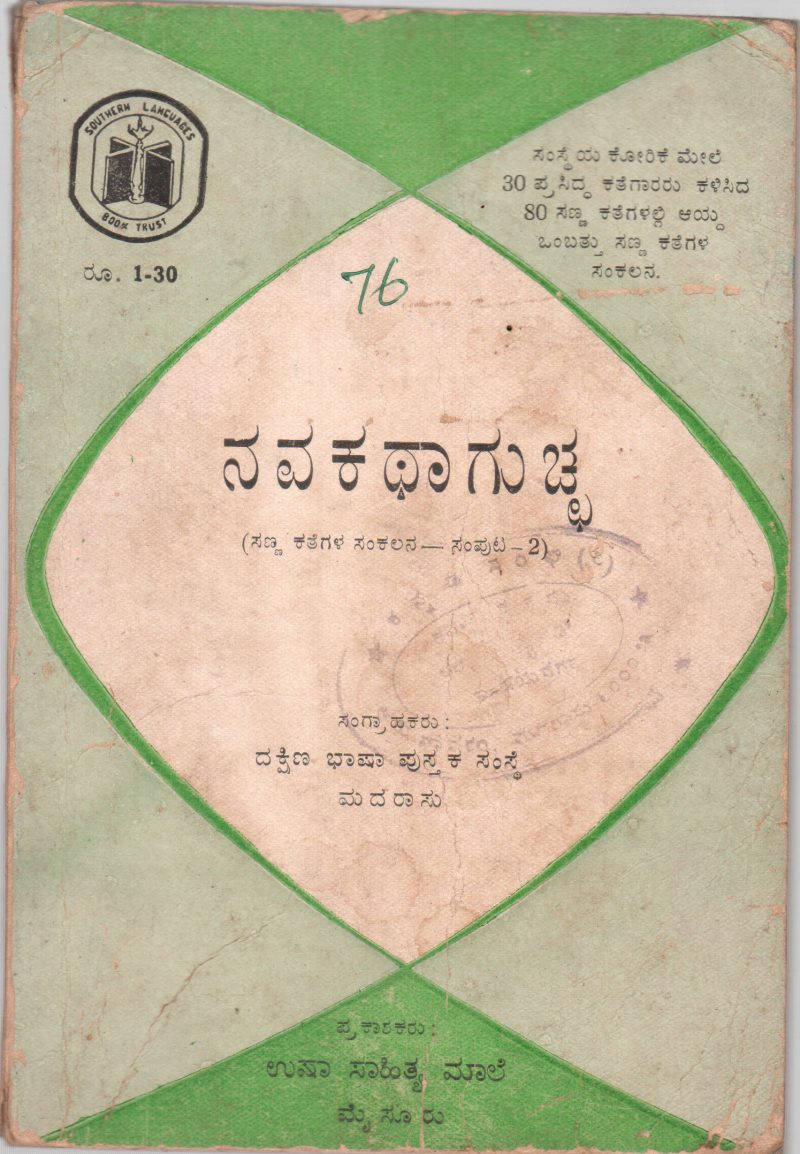 SOUTHERN LANGUAGES
BOOK TRUST
ರೂ. 1-30
ಸಂಸ್ಥೆಯ ಕೋರಿಕೆ ಮೇಲೆ
30 ಪ್ರಸಿದ್ಧ ಕತೆಗಾರರು ಕಳಿಸಿದ
80 ಸಣ್ಣ ಕತೆಗಳಲ್ಲಿ ಆಯ್ದ
ಒಂಬತ್ತು ಸಣ್ಣ ಕತೆಗಳ
ಸಂಕಲನ.
76
ನವಕಥಾಗುಚ್ಛ
(ಸಣ್ಣ ಕತೆಗಳ ಸಂಕಲನ — ಸಂಪುಟ - 2)
ಸಂಗ್ರಾಹಕರು :
ದಕ್ಷಿಣ ಭಾಷಾ ಪುಸ್ತಕ ಸಂಸ್ಥೆ
ಮದರಾಸು
ಪ್ರಕಾಶಕರು :
ಉಷಾ ಸಾಹಿತ್ಯ ಮಾಲೆ
ಮೈಸೂರು